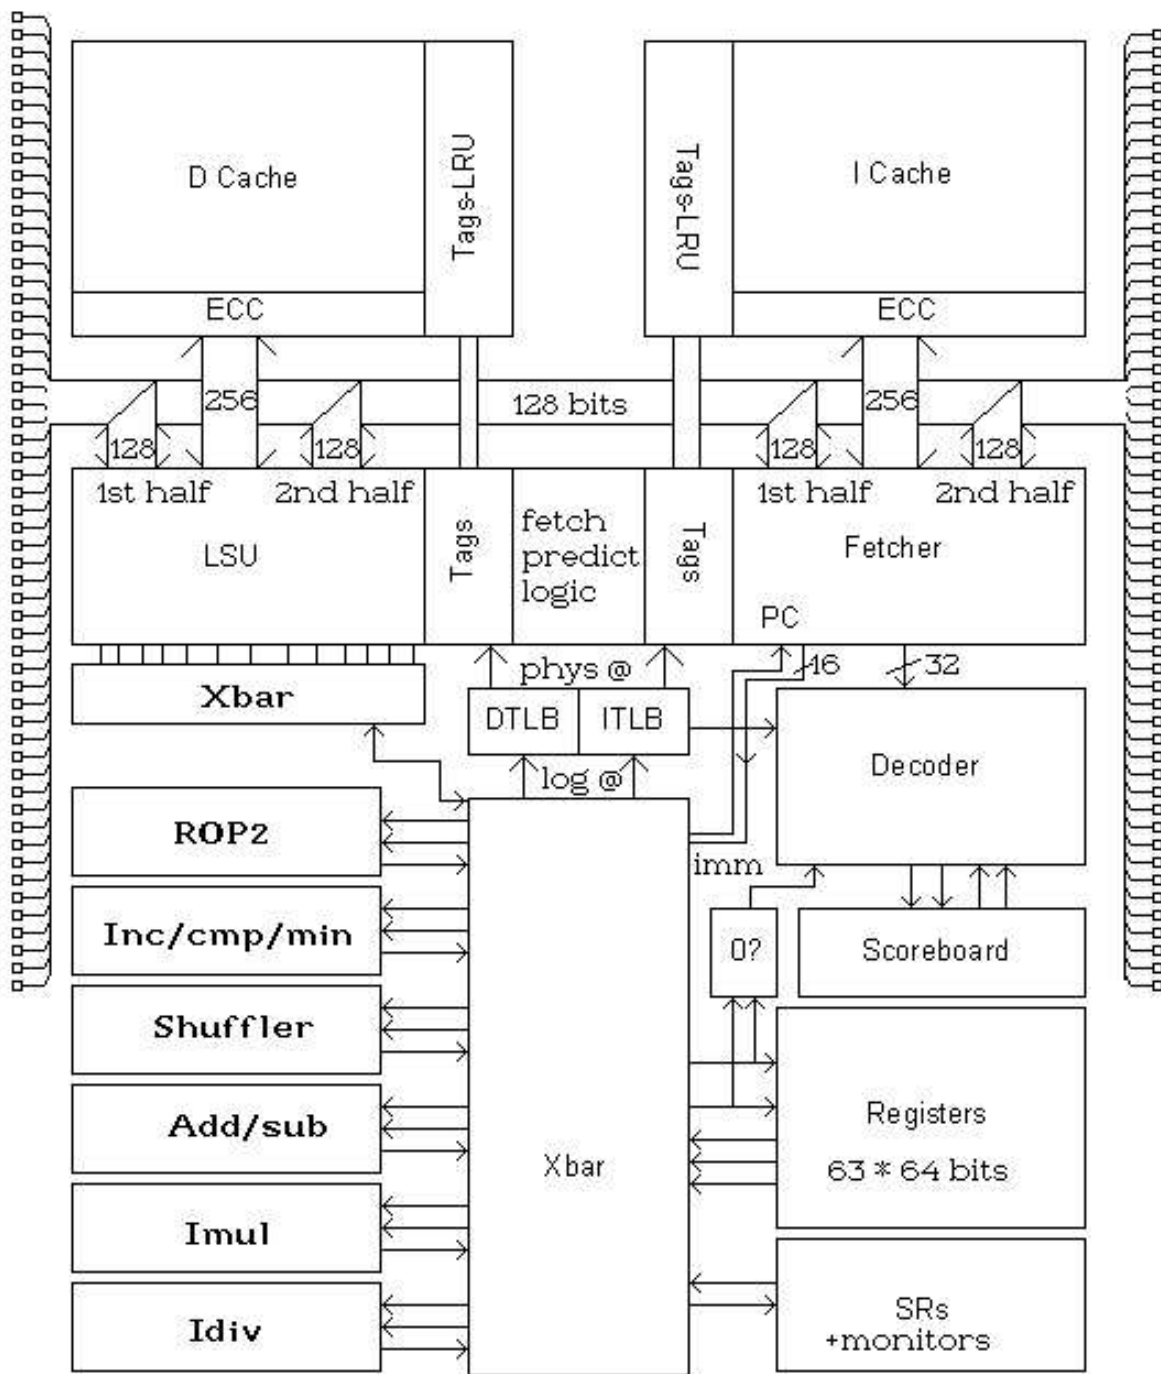 D Cache
Tags-LRU
Tags-LRU
I Cache
ECC
ECC
256
128 bits
256
128
128
128
128
1st half
2nd half
1st half
2nd half
LSU
Tags
fetch
predict
logic
Tags
Fetcher
PC
phys @
16
32
Xbar
DTLB
ITLB
log @
Decoder
ROP2
imm
Inc/cmp/min
0?
Scoreboard
Shuffler
Add/sub
Registers
63 * 64 bits
Xbar
Imul
Idiv
SRs
+monitors